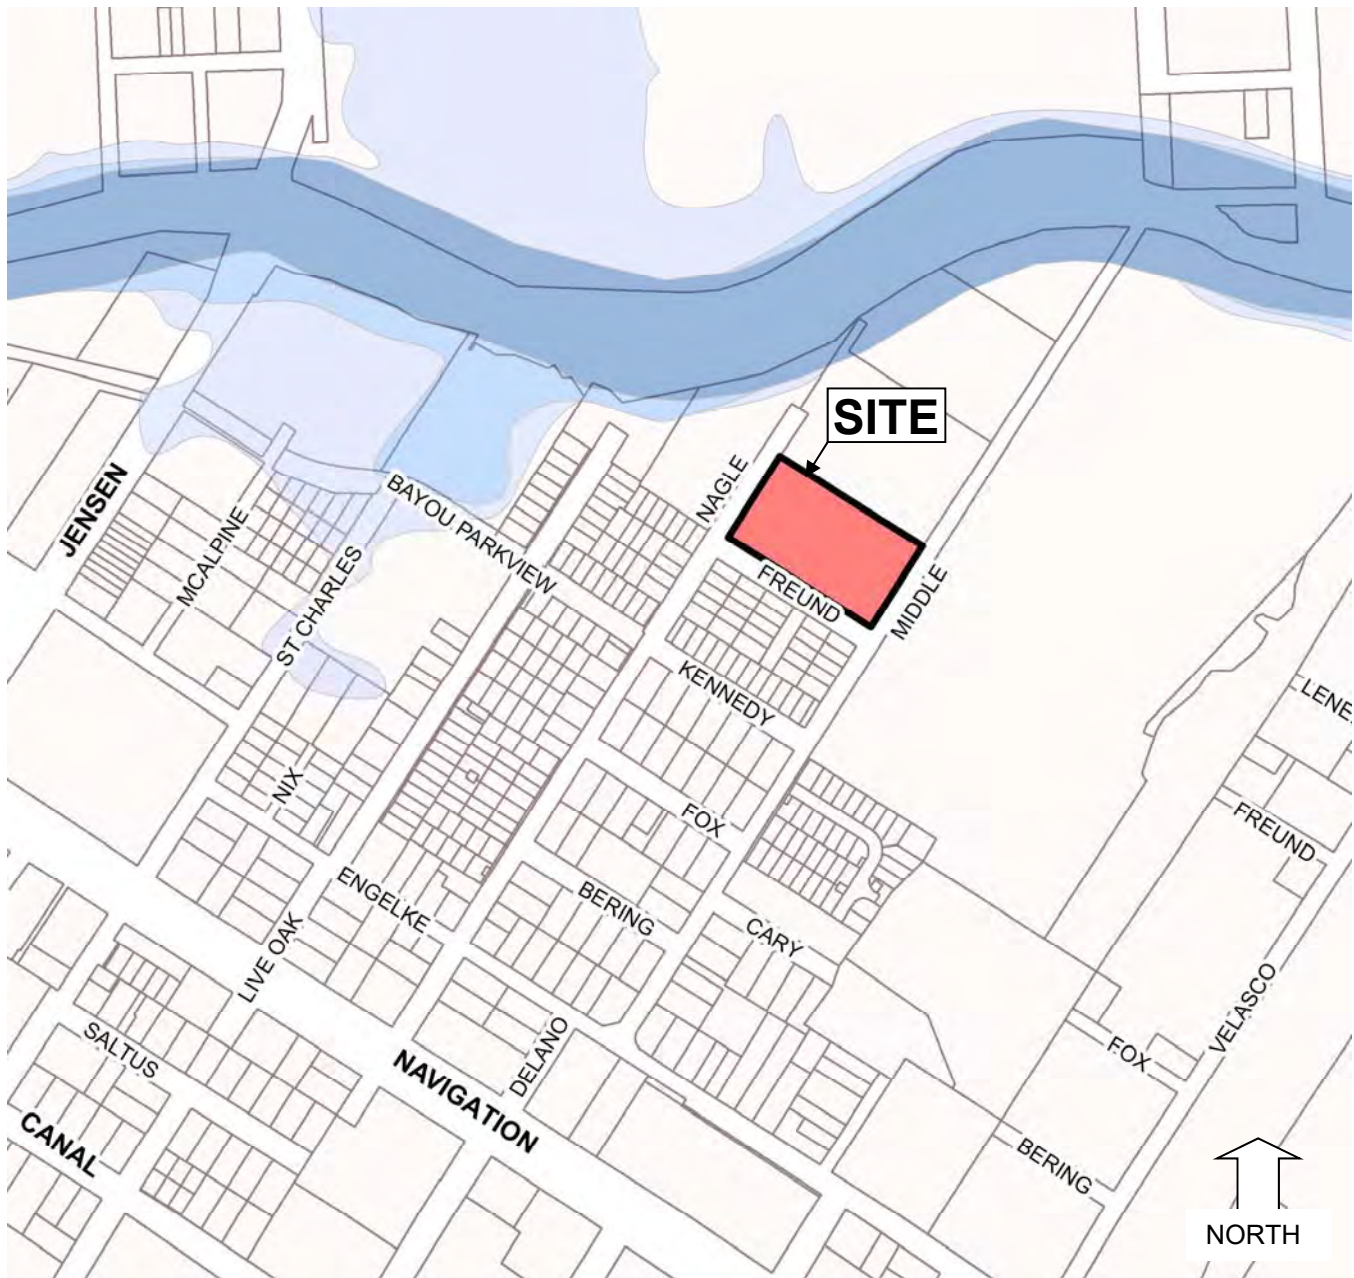 SITE
NAGLE
JENSEN
BAYOU PARKVIEW
MCALPINE
ST CHARLES
FREUND
MIDDLE
KENNEDY
LENE
NIX
FOX
FREUND
ENGELKE
BERING
CARY
LIVE OAK
VELASCO
SALTUS
DELANO
FOX
NAVIGATION
CANAL
BERING
NORTH